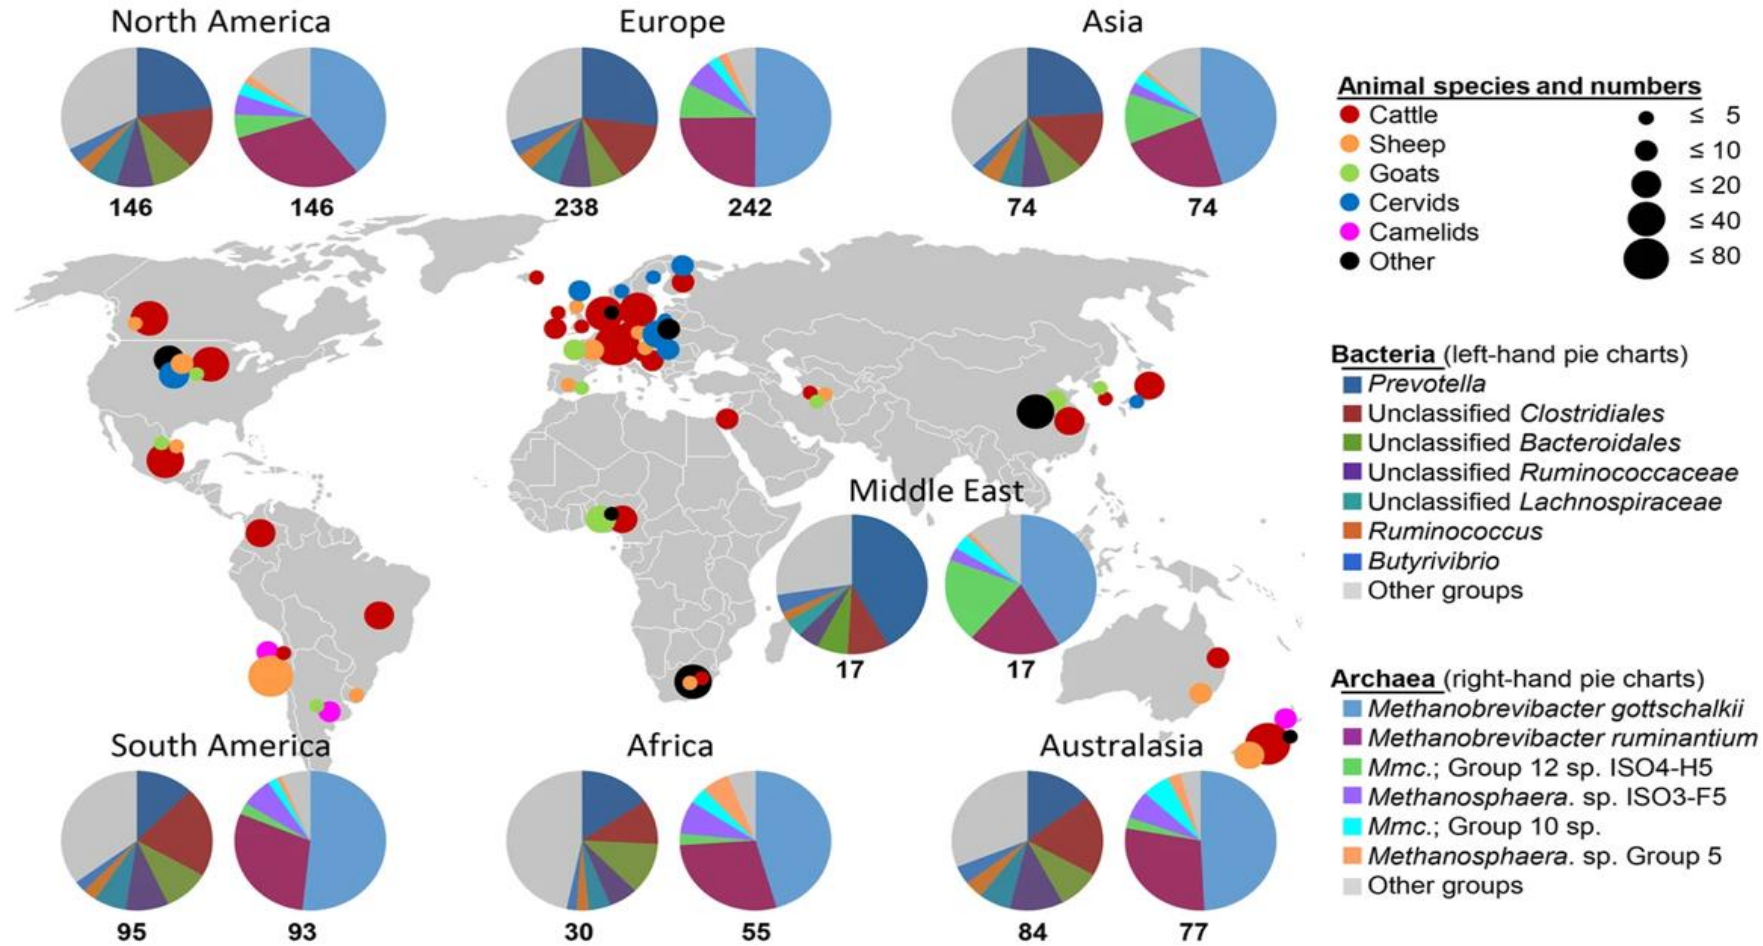 North America
Europe
Asia
146
146
238
242
74
74
Animal species and numbers
Cattle
Sheep
Goats
Cervids
Camelids
Other
≤ 5
≤ 10
≤ 20
≤ 40
≤ 80
Bacteria (left-hand pie charts)
Prevotella
Unclassified Clostridiales
Unclassified Bacteroidales
Unclassified Ruminococcaceae
Unclassified Lachnospiraceae
Ruminococcus
Butyrivibrio
Other groups
Middle East
17
17
Archaea (right-hand pie charts)
Methanobrevibacter gottschalkii
Methanobrevibacter ruminantium
Mmc.; Group 12 sp. ISO4-H5
Methanosphaera. sp. ISO3-F5
Mmc.; Group 10 sp.
Methanosphaera. sp. Group 5
Other groups
South America
Africa
Australasia
95
93
30
55
84
77